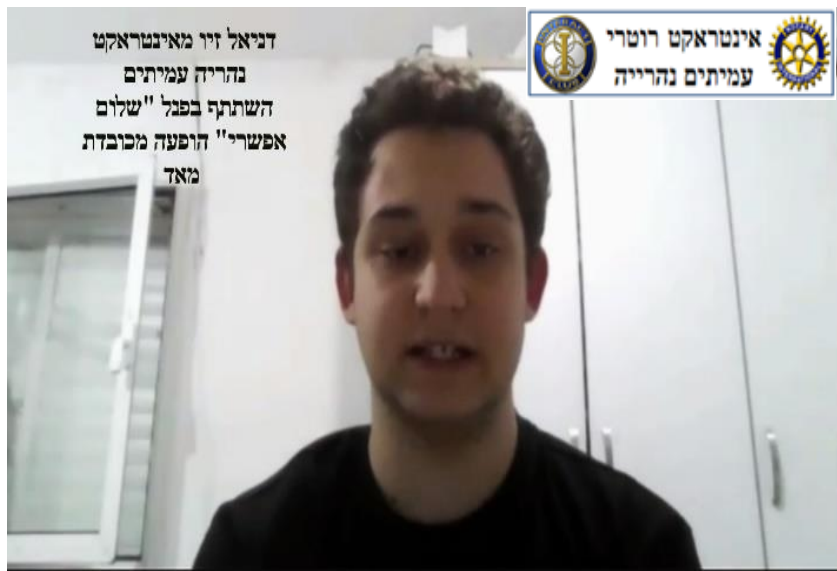 דניאל זיו מאינטראקט
נהריה עמיתים
השתתף בפנל "שלום
אפשרי" הופעה מכובדת
מאד
אינטראקט רוטרי
עמיתים נהרייה